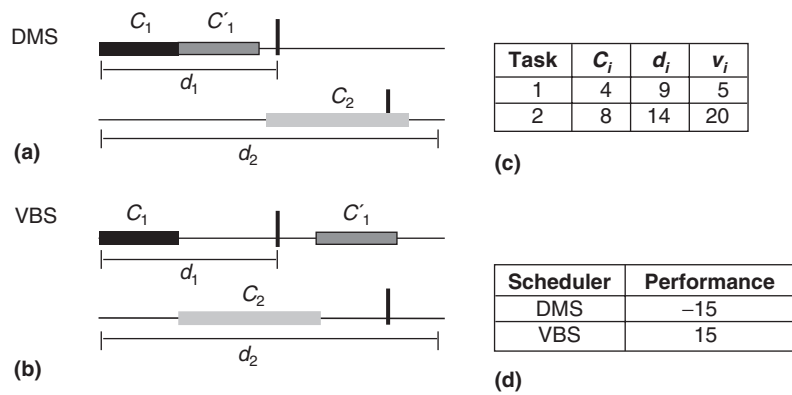 DMS
C₁ C′₁
d₁
C₂
d₂
(a)
VBS
C₁ C′₁
d₁
C₂
d₂
(b)
Task Cᵢ dᵢ vᵢ
1 4 9 5
2 8 14 20
(c)
Scheduler Performance
DMS −15
VBS 15
(d)